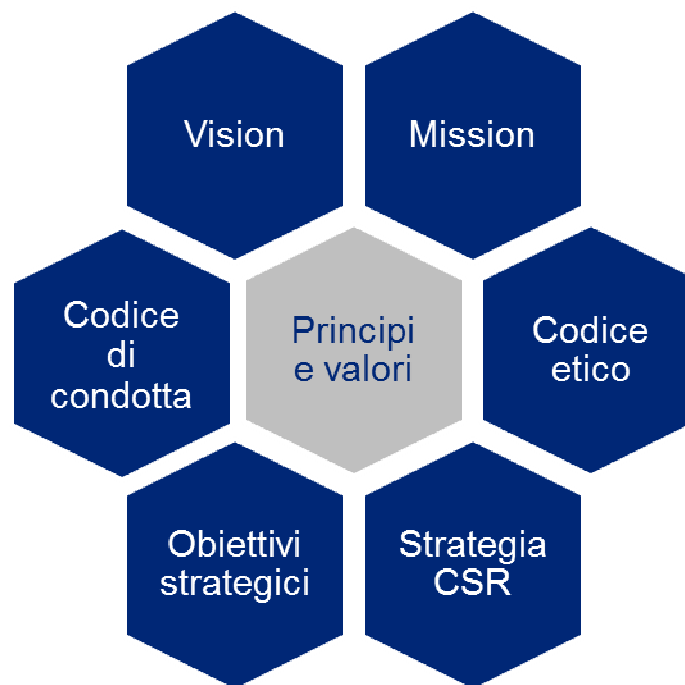 Vision
Mission
Codice
di
condotta
Principi
e valori
Codice
etico
Obiettivi
strategici
Strategia
CSR